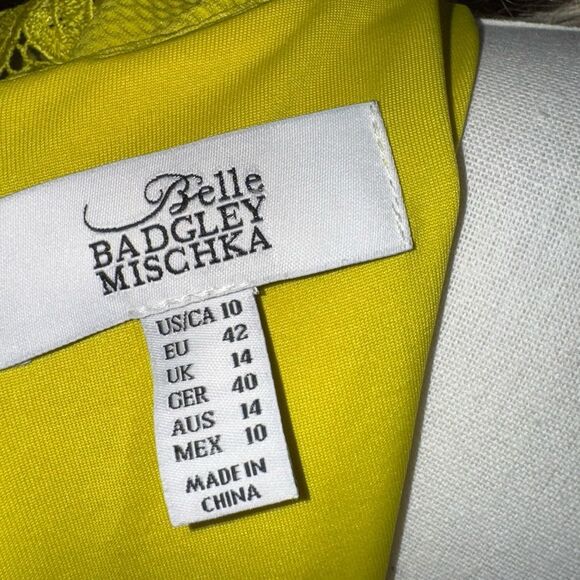 Belle
BADGLEY
MISCHKA
US/CA 10
EU 42
UK 14
GER 40
AUS 14
MEX 10
MADE IN
CHINA